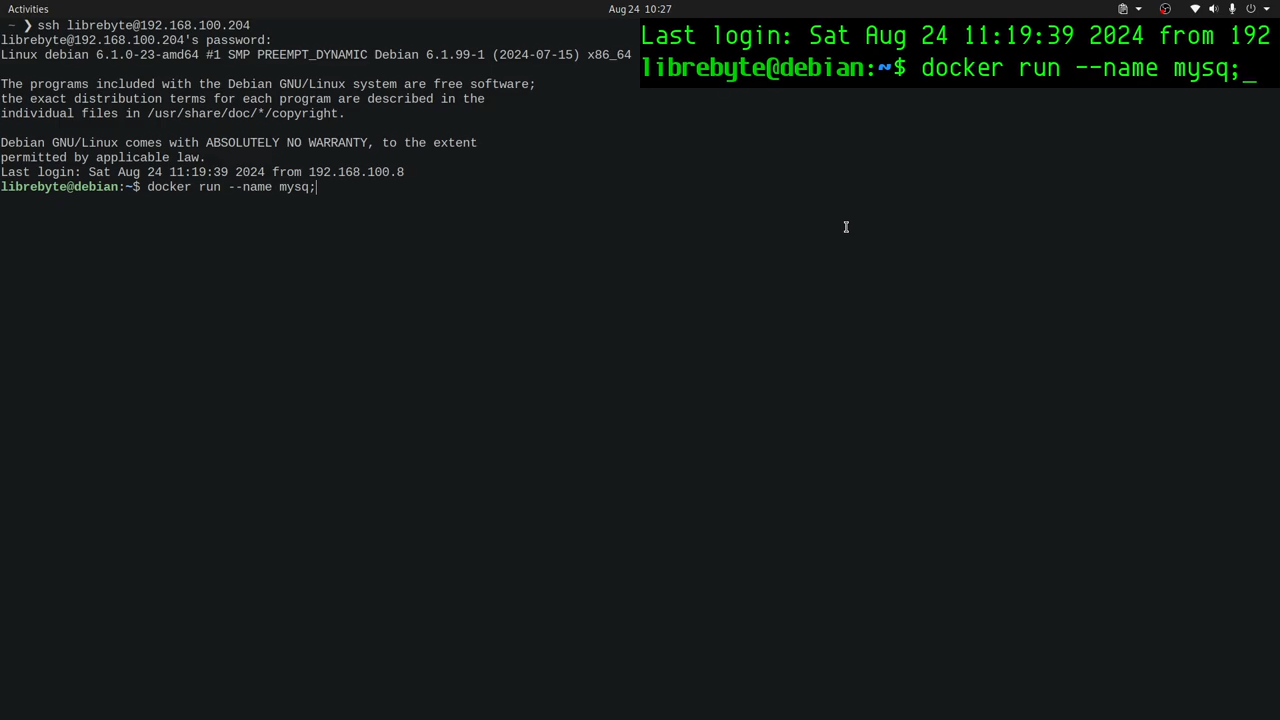 Activities
Aug 24 10:27
~ ❯ ssh librebyte@192.168.100.204
librebyte@192.168.100.204's password:
Linux debian 6.1.0-23-amd64 #1 SMP PREEMPT_DYNAMIC Debian 6.1.99-1 (2024-07-15) x86_64
The programs included with the Debian GNU/Linux system are free software;
the exact distribution terms for each program are described in the
individual files in /usr/share/doc/*/copyright.
Debian GNU/Linux comes with ABSOLUTELY NO WARRANTY, to the extent
permitted by applicable law.
Last login: Sat Aug 24 11:19:39 2024 from 192.168.100.8
librebyte@debian:~$ docker run --name mysq;
Last login: Sat Aug 24 11:19:39 2024 from 192
librebyte@debian:~$ docker run --name mysq;_